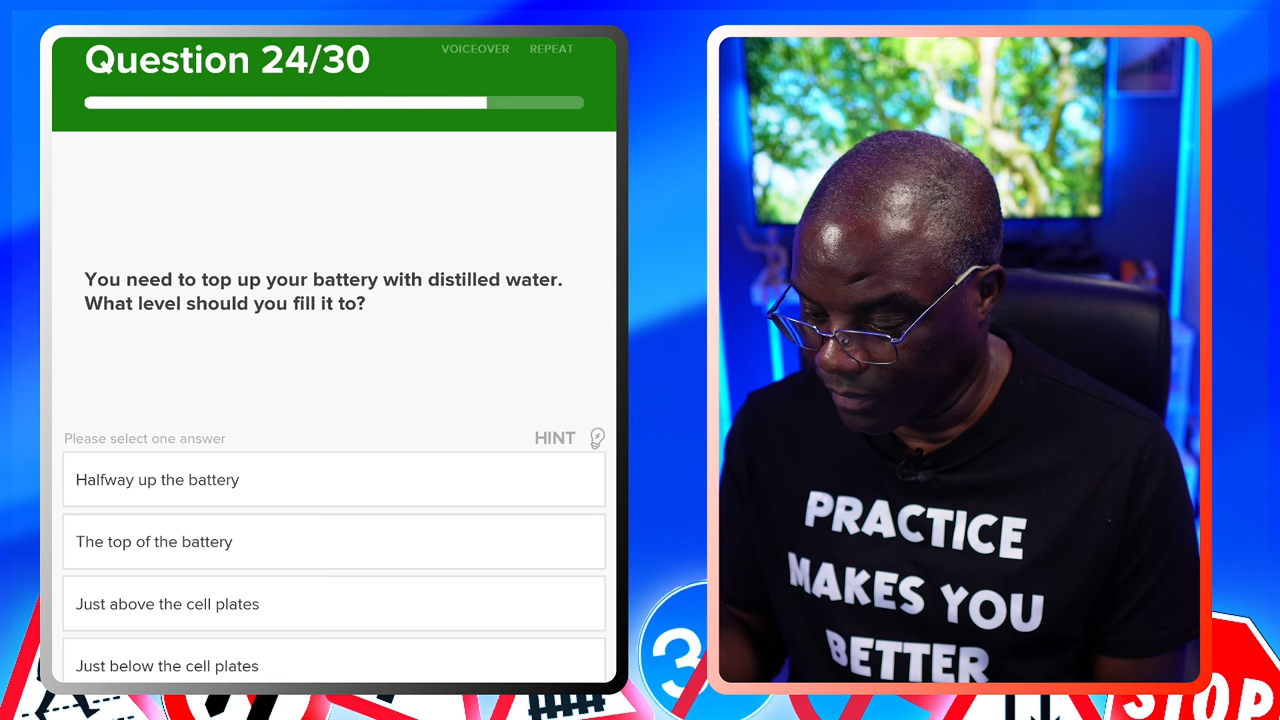 Question 24/30
VOICEOVER REPEAT
You need to top up your battery with distilled water.
What level should you fill it to?
Please select one answer
HINT
Halfway up the battery
The top of the battery
Just above the cell plates
Just below the cell plates
PRACTICE
MAKES YOU
BETTER
3
STOP